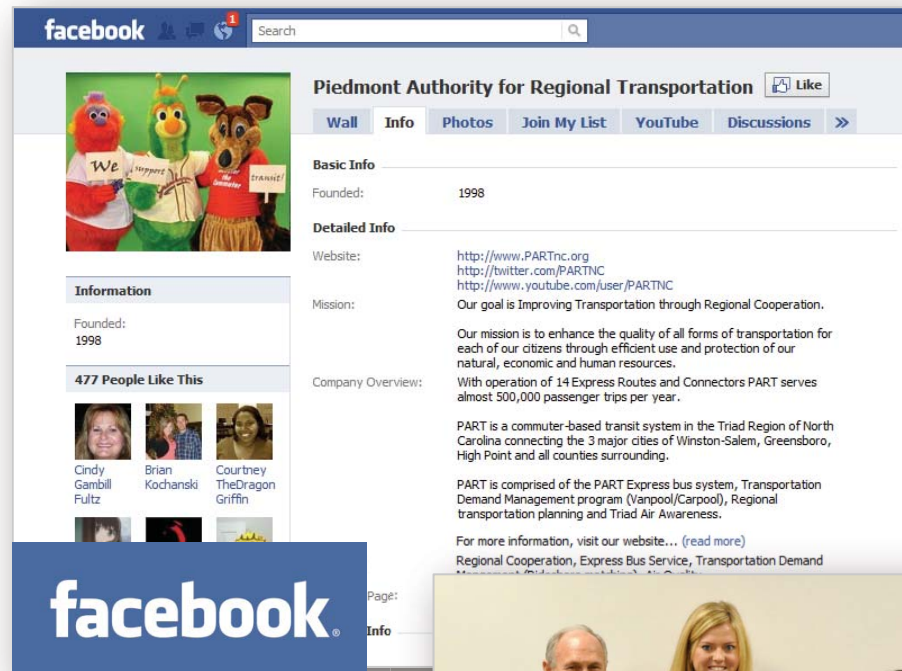 facebook
1
Search
Piedmont Authority for Regional Transportation
Like
Wall Info Photos Join My List YouTube Discussions »
We support transit!
Basic Info
Founded: 1998
Detailed Info
Website: http://www.PARTnc.org
http://twitter.com/PARTNC
http://www.youtube.com/user/PARTNC
Mission: Our goal is Improving Transportation through Regional Cooperation.
Our mission is to enhance the quality of all forms of transportation for
each of our citizens through efficient use and protection of our
natural, economic and human resources.
Company Overview: With operation of 14 Express Routes and Connectors PART serves
almost 500,000 passenger trips per year.
PART is a commuter-based transit system in the Triad Region of North
Carolina connecting the 3 major cities of Winston-Salem, Greensboro,
High Point and all counties surrounding.
PART is comprised of the PART Express bus system, Transportation
Demand Management program (Vanpool/Carpool), Regional
transportation planning and Triad Air Awareness.
For more information, visit our website... (read more)
Regional Cooperation, Express Bus Service, Transportation Demand
Page:
Info
Information
Founded:
1998
477 People Like This
Cindy Gambill Fultz
Brian Kochanski
Courtney TheDragon Griffin
facebook®